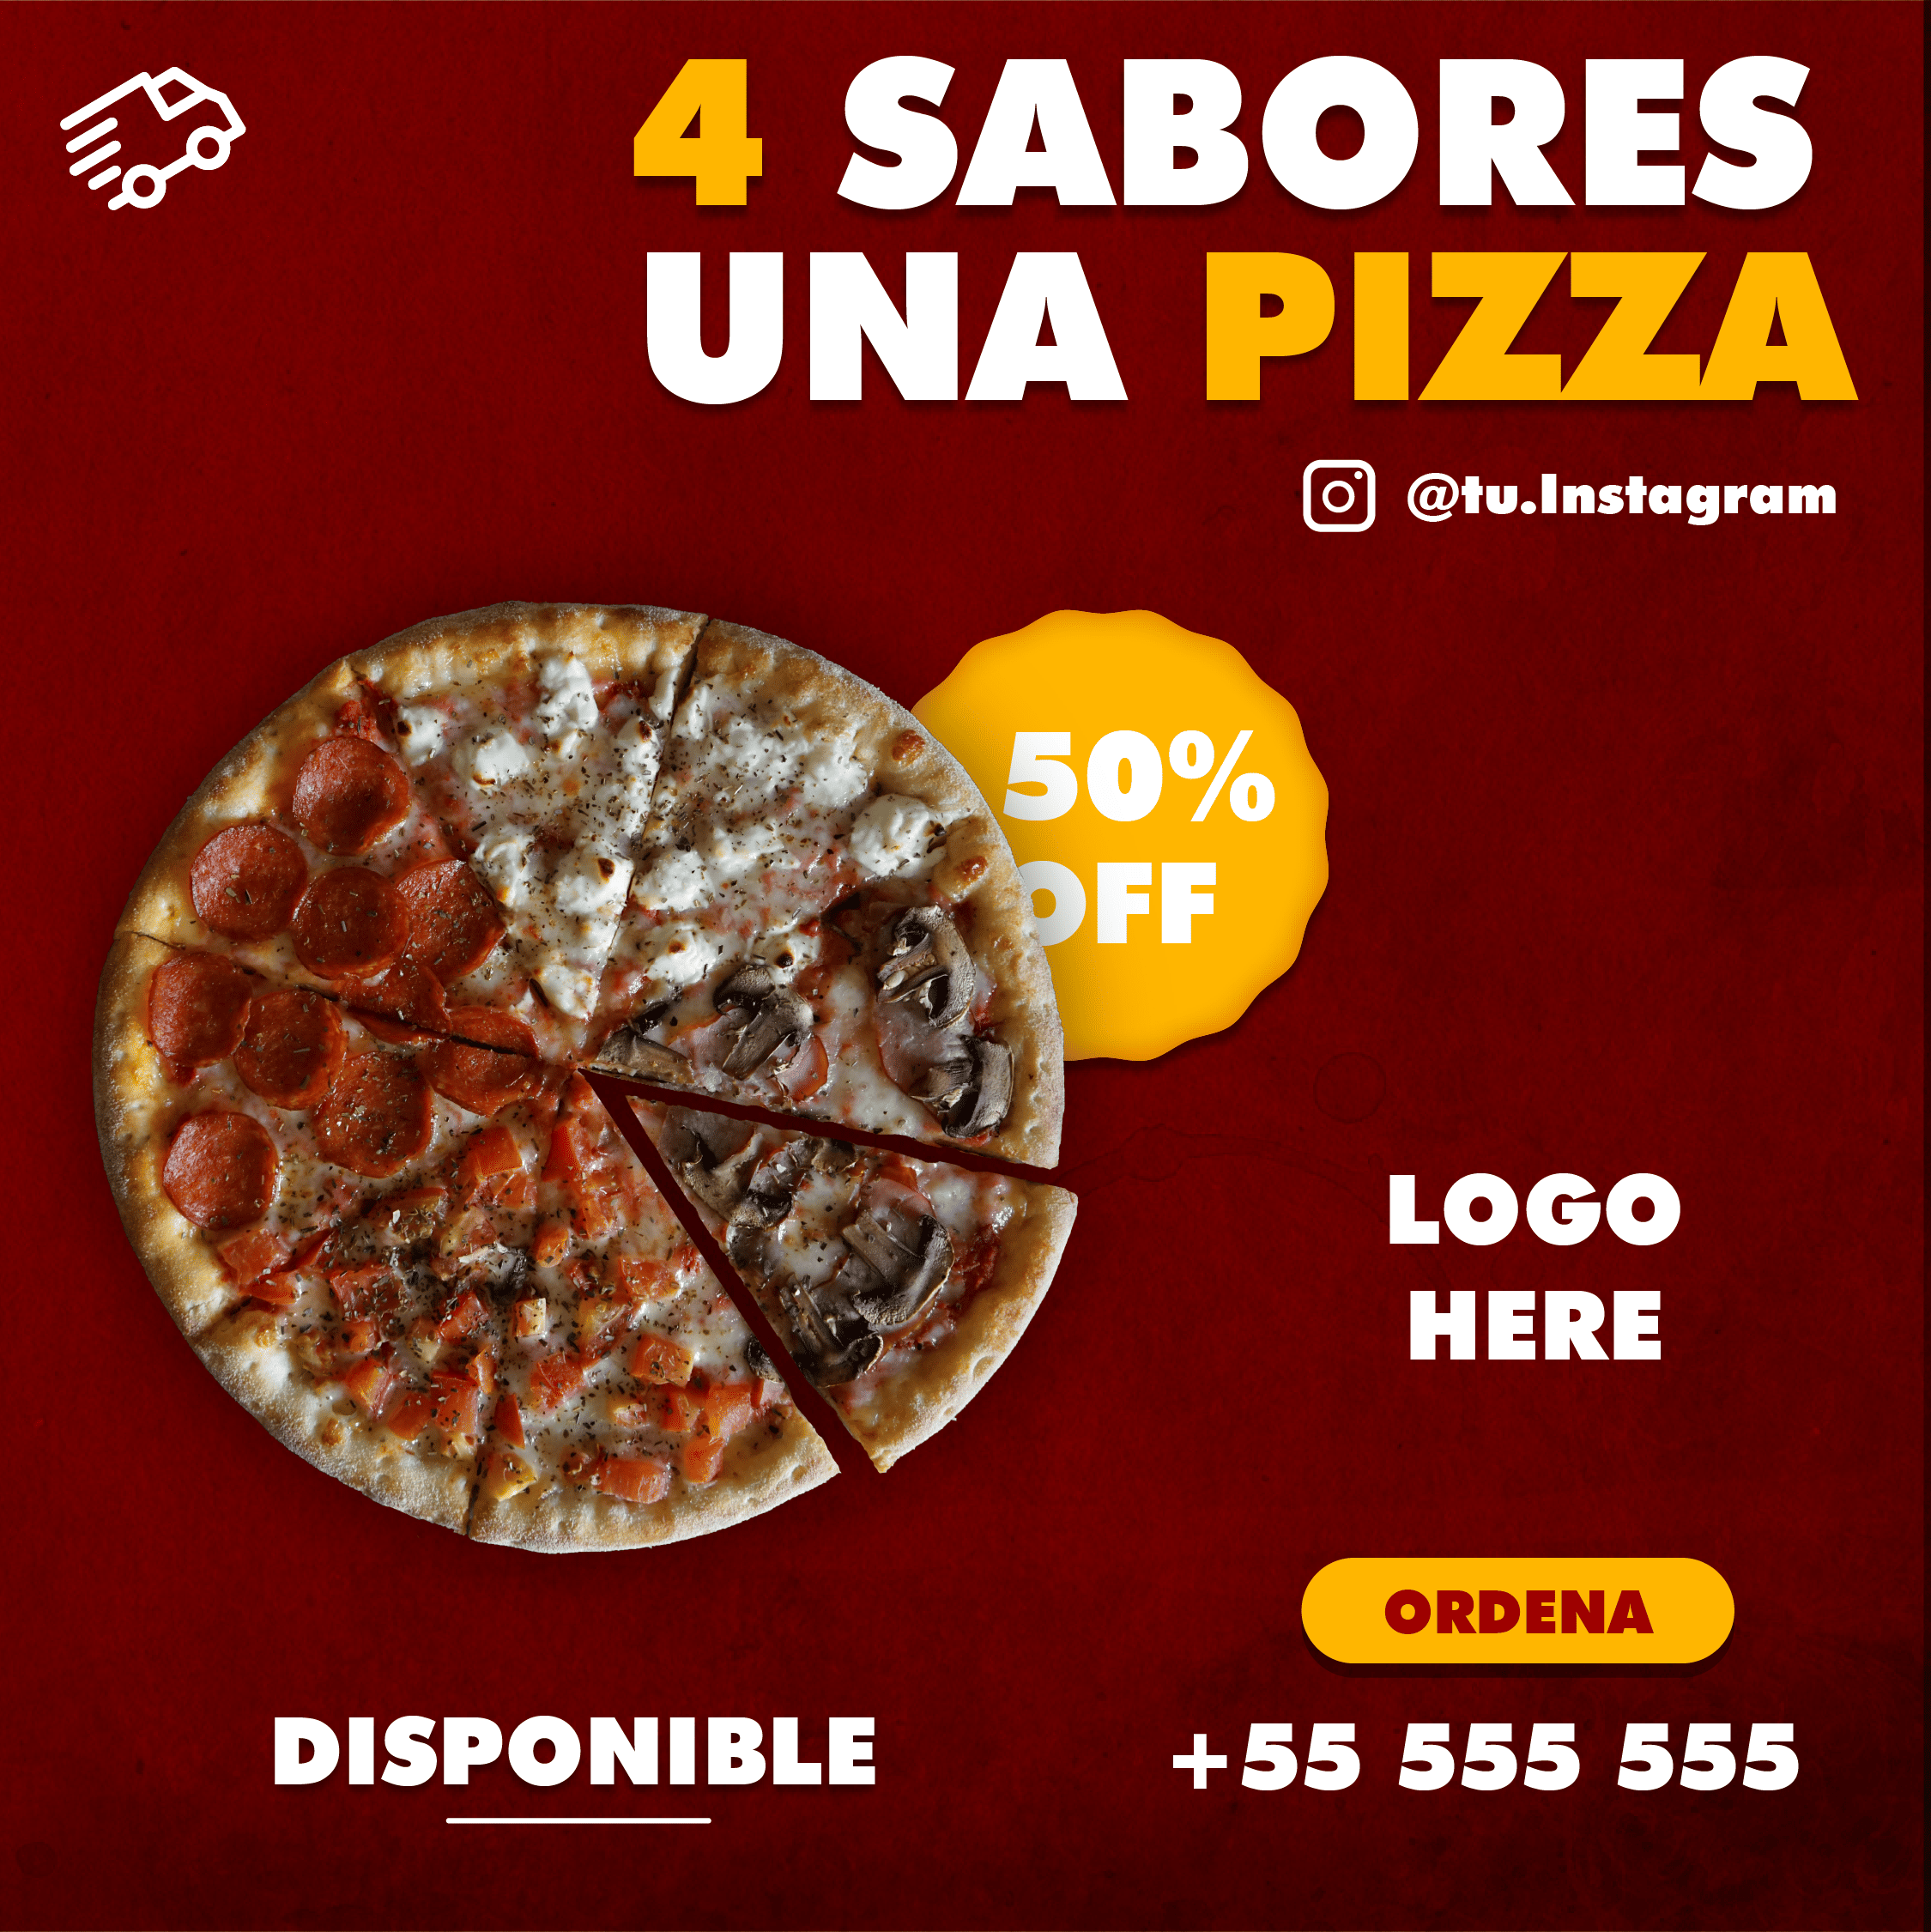 4 SABORES
UNA PIZZA
@tu.Instagram
50%
OFF
LOGO
HERE
ORDENA
DISPONIBLE
+55 555 555